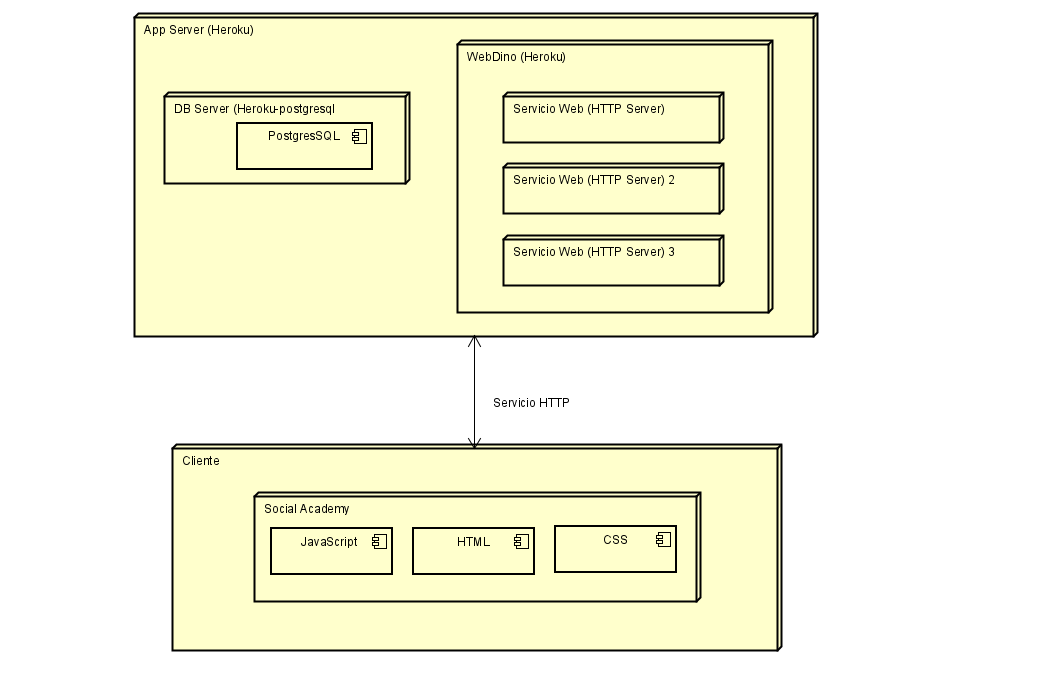 App Server (Heroku)
WebDino (Heroku)
DB Server (Heroku-postgresql
PostgresSQL
Servicio Web (HTTP Server)
Servicio Web (HTTP Server) 2
Servicio Web (HTTP Server) 3
Servicio HTTP
Cliente
Social Academy
JavaScript
HTML
CSS